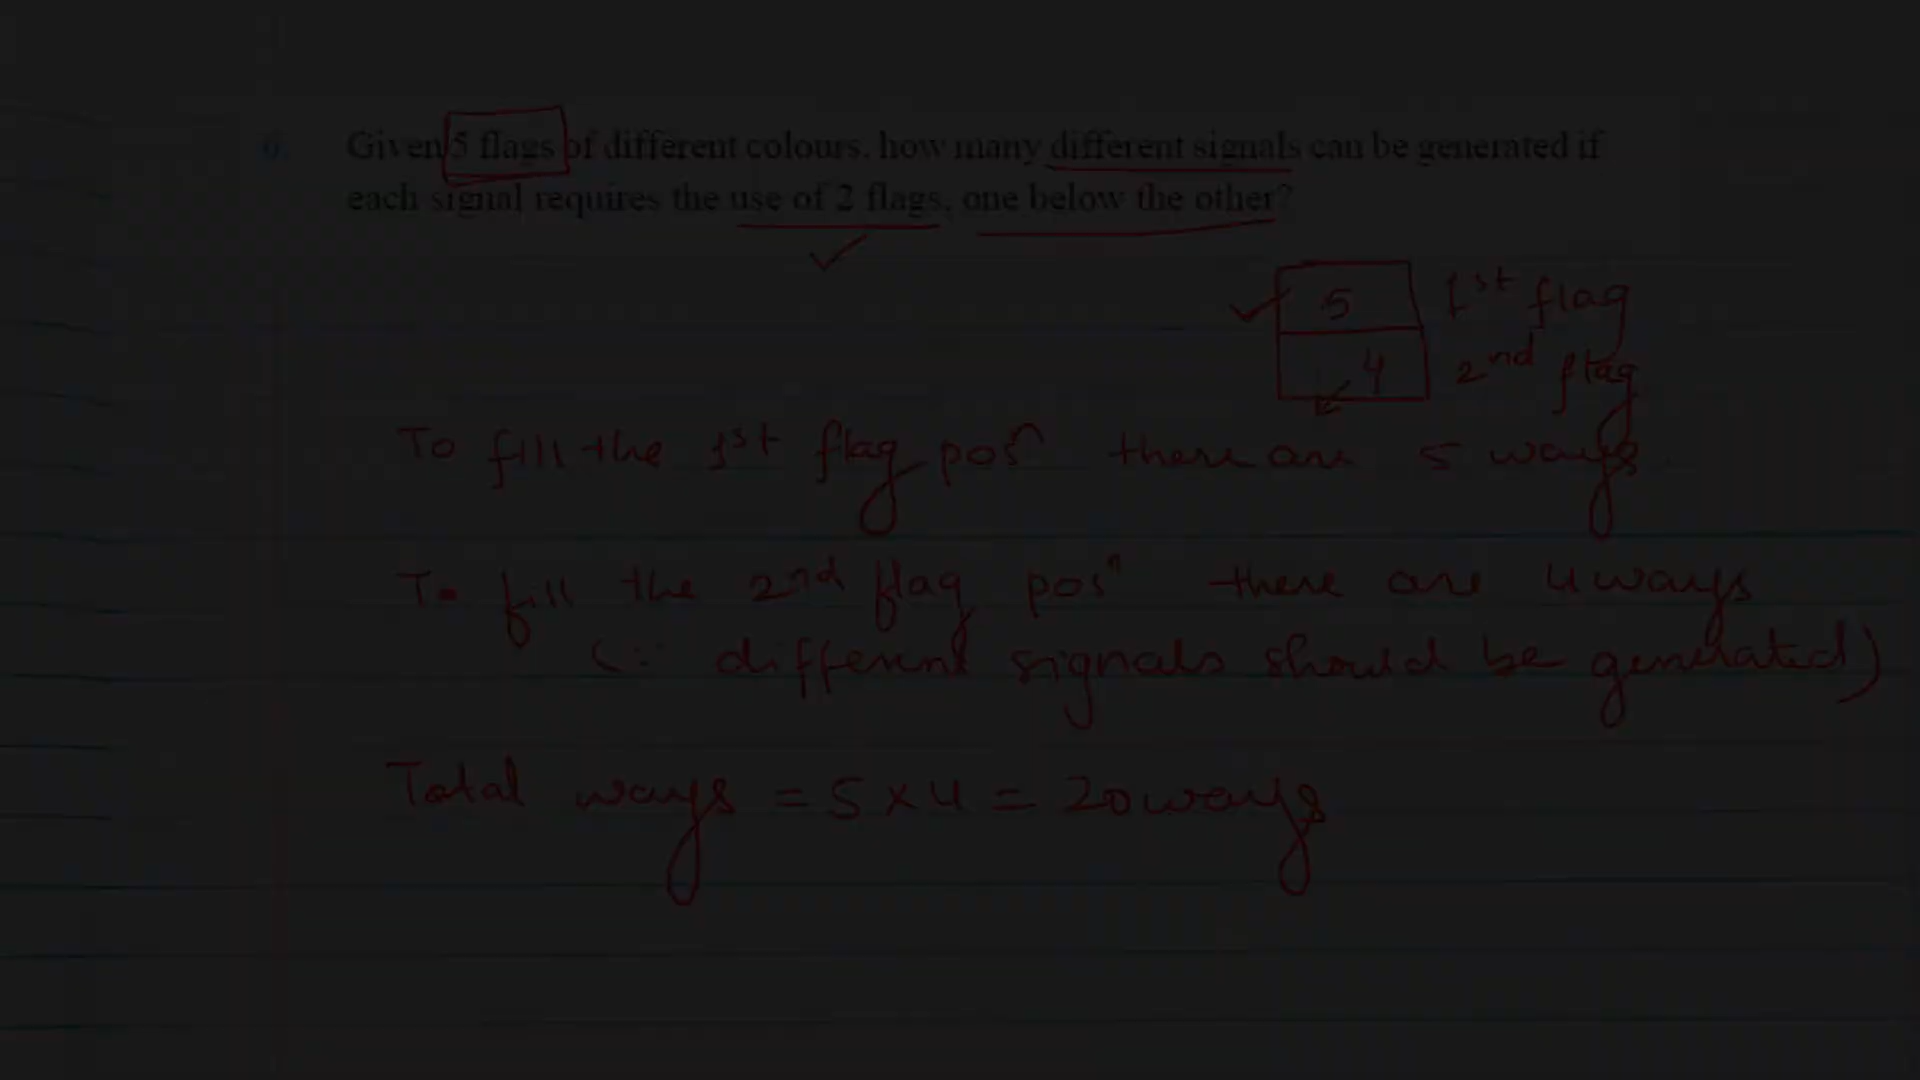 6. Given 5 flags of different colours, how many different signals can be generated if
each signal requires the use of 2 flags, one below the other?
5 1st flag
4 2nd flag
To fill the 1st flag posn there are 5 ways
To fill the 2nd flag posn there are 4 ways
(∵ different signals should be generated)
Total ways = 5 x 4 = 20 ways